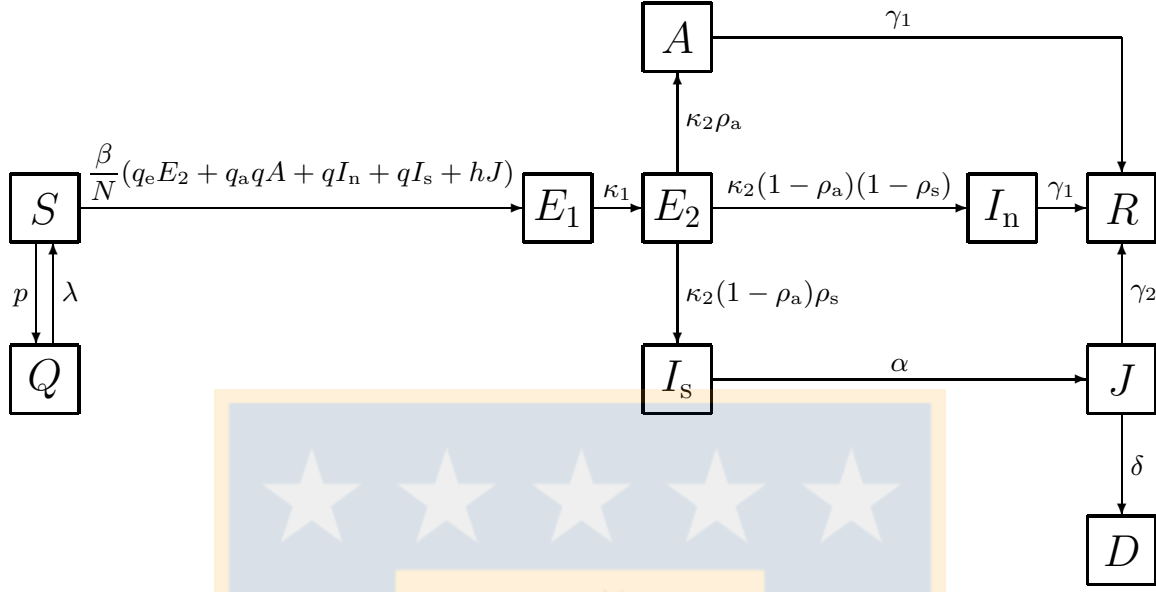 A
γ₁
κ₂ρₐ
β/N (qₑE₂ + qₐqA + qIₙ + qIₛ + hJ)
S
E₁
κ₁
E₂
κ₂(1 − ρₐ)(1 − ρₛ)
Iₙ
γ₁
R
p
λ
κ₂(1 − ρₐ)ρₛ
γ₂
Q
Iₛ
α
J
δ
D